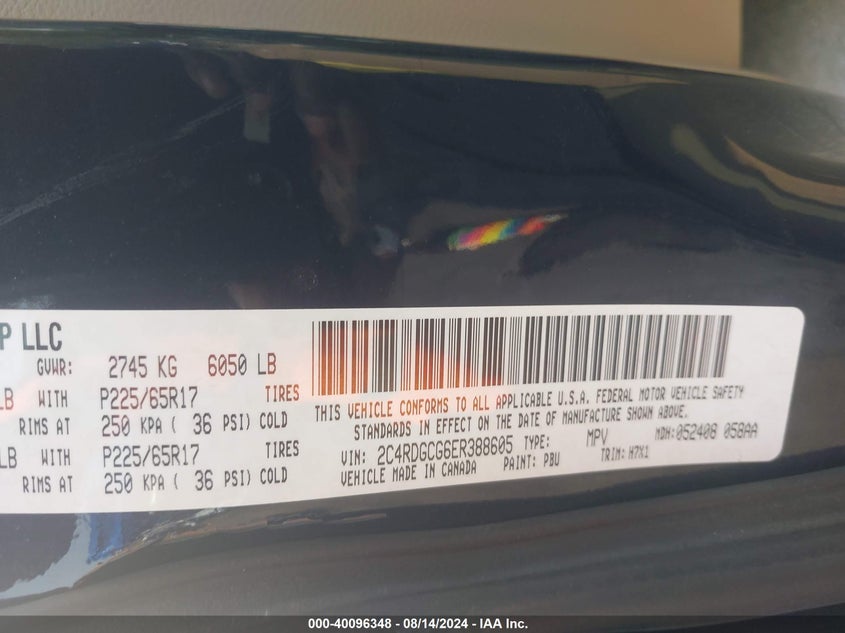 P LLC
GVWR: 2745 KG 6050 LB
LB WITH P225/65R17 TIRES
RIMS AT 250 KPA ( 36 PSI) COLD
LB WITH P225/65R17 TIRES
RIMS AT 250 KPA ( 36 PSI) COLD
THIS VEHICLE CONFORMS TO ALL APPLICABLE U.S.A. FEDERAL MOTOR VEHICLE SAFETY
STANDARDS IN EFFECT ON THE DATE OF MANUFACTURE SHOWN ABOVE.
VIN: 2C4RDGCG6ER388605 TYPE: MPV MDH:052408 058AA
VEHICLE MADE IN CANADA PAINT: PBU TRIM: H7X1
000-40096348 - 08/14/2024 - IAA Inc.